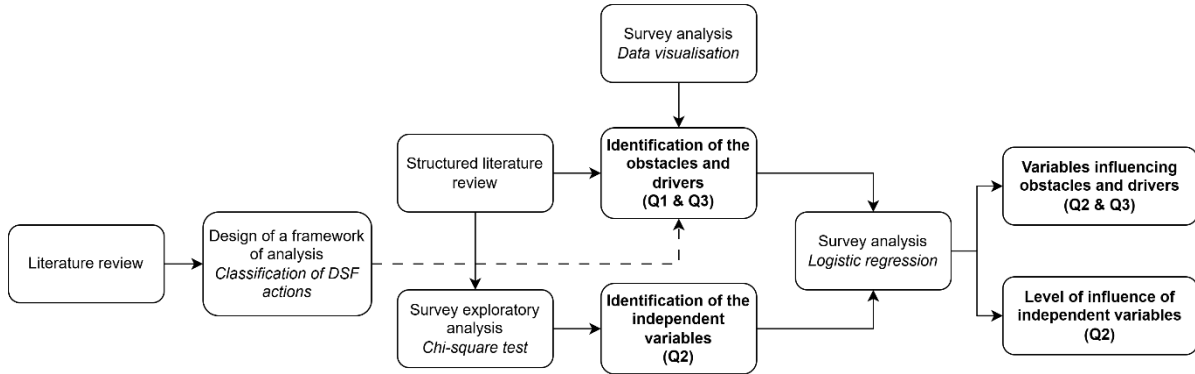 Survey analysis
Data visualisation
Structured literature
review
Identification of the
obstacles and
drivers
(Q1 & Q3)
Variables influencing
obstacles and drivers
(Q2 & Q3)
Literature review
Design of a framework
of analysis
Classification of DSF
actions
Survey analysis
Logistic regression
Survey exploratory
analysis
Chi-square test
Identification of the
independent
variables
(Q2)
Level of influence of
independent variables
(Q2)